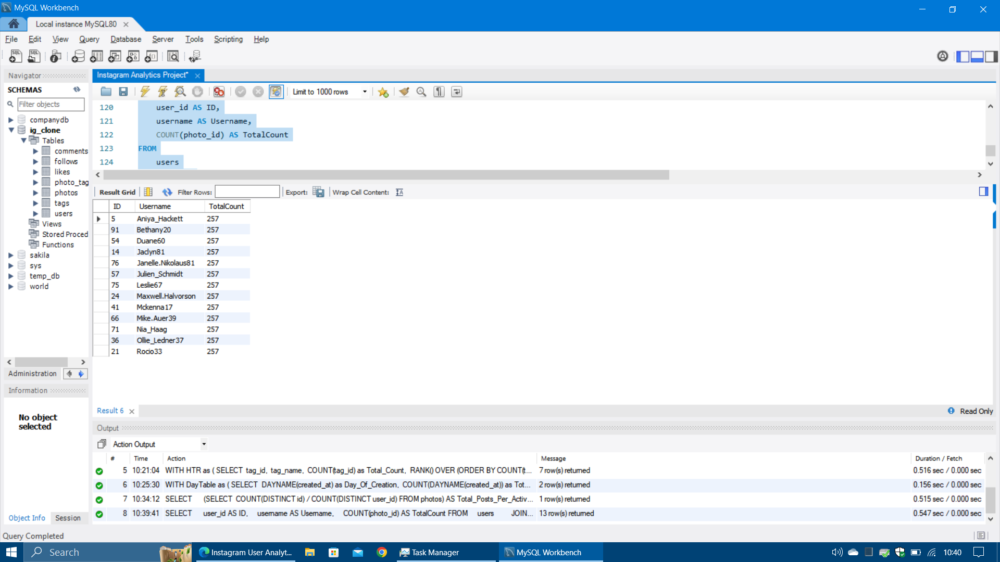 MySQL Workbench
Local instance MySQL80
File Edit View Query Database Server Tools Scripting Help
Navigator
Instagram Analytics Project*
SCHEMAS
Filter objects
companydb
ig_clone
Tables
comments
follows
likes
photo_tag
photos
tags
users
Views
Stored Proced
Functions
sakila
sys
temp_db
world
Administration
Information
No object
selected
Object Info Session
Limit to 1000 rows
120 user_id AS ID,
121 username AS Username,
122 COUNT(photo_id) AS TotalCount
123 FROM
124 users
Result Grid Filter Rows: Export: Wrap Cell Content:
ID Username TotalCount
5 Aniya_Hackett 257
91 Bethany20 257
54 Duane60 257
14 Jaclyn81 257
76 Janelle.Nikolaus81 257
57 Julien_Schmidt 257
75 Leslie67 257
24 Maxwell.Halvorson 257
41 Mckenna17 257
66 Mike.Auer39 257
71 Nia_Haag 257
36 Ollie_Ledner37 257
21 Rocio33 257
Result 6 Read Only
Output
Action Output
# Time Action Message Duration / Fetch
5 10:21:04 WITH HTR as ( SELECT tag_id, tag_name, COUNT(tag_id) as Total_Count, RANK() OVER (ORDER BY COUNT(t... 7 row(s) returned 0.516 sec / 0.000 sec
6 10:25:30 WITH DayTable as ( SELECT DAYNAME(created_at) as Day_Of_Creation, COUNT(DAYNAME(created_at)) as Tot... 2 row(s) returned 0.156 sec / 0.000 sec
7 10:34:12 SELECT (SELECT COUNT(DISTINCT id) / COUNT(DISTINCT user_id) FROM photos) AS Total_Posts_Per_Activ... 1 row(s) returned 0.515 sec / 0.000 sec
8 10:39:41 SELECT user_id AS ID, username AS Username, COUNT(photo_id) AS TotalCount FROM users JOIN... 13 row(s) returned 0.547 sec / 0.000 sec
Query Completed
Search Instagram User Analyt... Task Manager MySQL Workbench 10:40